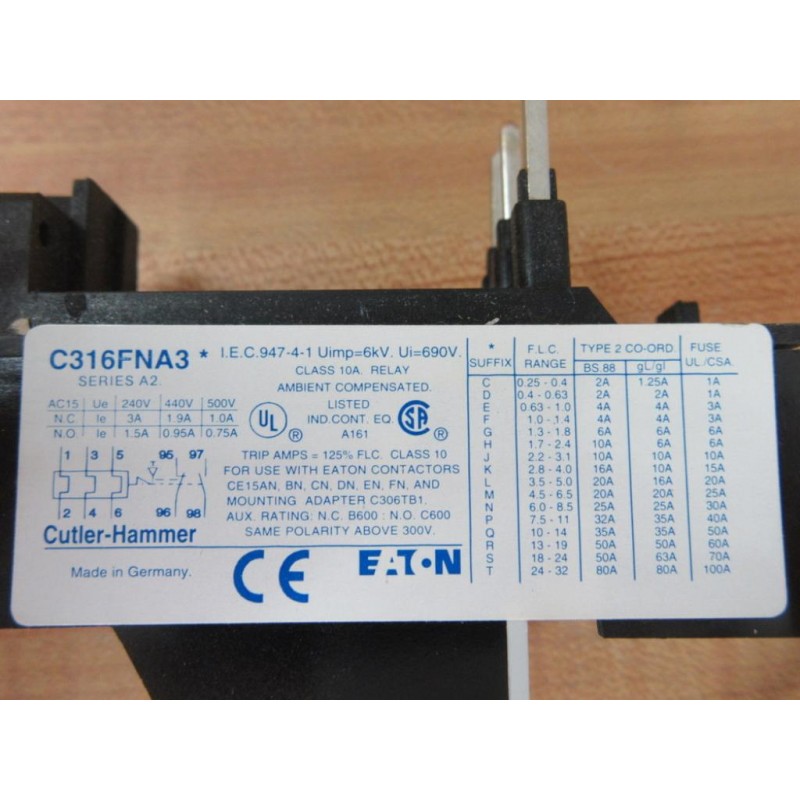 C316FNA3 * I.E.C.947-4-1 Uimp=6kV. Ui=690V.
SERIES A2.
CLASS 10A. RELAY
AMBIENT COMPENSATED.
AC15 Ue 240V 440V 500V
N.C. Ie 3A 1.9A 1.0A
N.O. Ie 1.5A 0.95A 0.75A
UL ®
LISTED
IND.CONT. EQ.
A161
SA ®
1 3 5 95 97
2 4 6 96 98
TRIP AMPS = 125% FLC. CLASS 10
FOR USE WITH EATON CONTACTORS
CE15AN, BN, CN, DN, EN, FN, AND
MOUNTING ADAPTER C306TB1.
AUX. RATING: N.C. B600 : N.O. C600
SAME POLARITY ABOVE 300V.
Cutler-Hammer
Made in Germany.
CE
EATON
* F.L.C. TYPE 2 CO-ORD. FUSE
SUFFIX RANGE BS.88 gL/gI UL./CSA.
C 0.25 - 0.4 2A 1.25A 1A
D 0.4 - 0.63 2A 2A 1A
E 0.63 - 1.0 4A 4A 3A
F 1.0 - 1.4 4A 4A 3A
G 1.3 - 1.8 6A 6A 6A
H 1.7 - 2.4 10A 6A 6A
J 2.2 - 3.1 10A 10A 10A
K 2.8 - 4.0 16A 10A 15A
L 3.5 - 5.0 20A 16A 20A
M 4.5 - 6.5 20A 20A 25A
N 6.0 - 8.5 25A 25A 30A
P 7.5 - 11 32A 35A 40A
Q 10 - 14 35A 35A 50A
R 13 - 19 50A 50A 60A
S 18 - 24 50A 63A 70A
T 24 - 32 80A 80A 100A